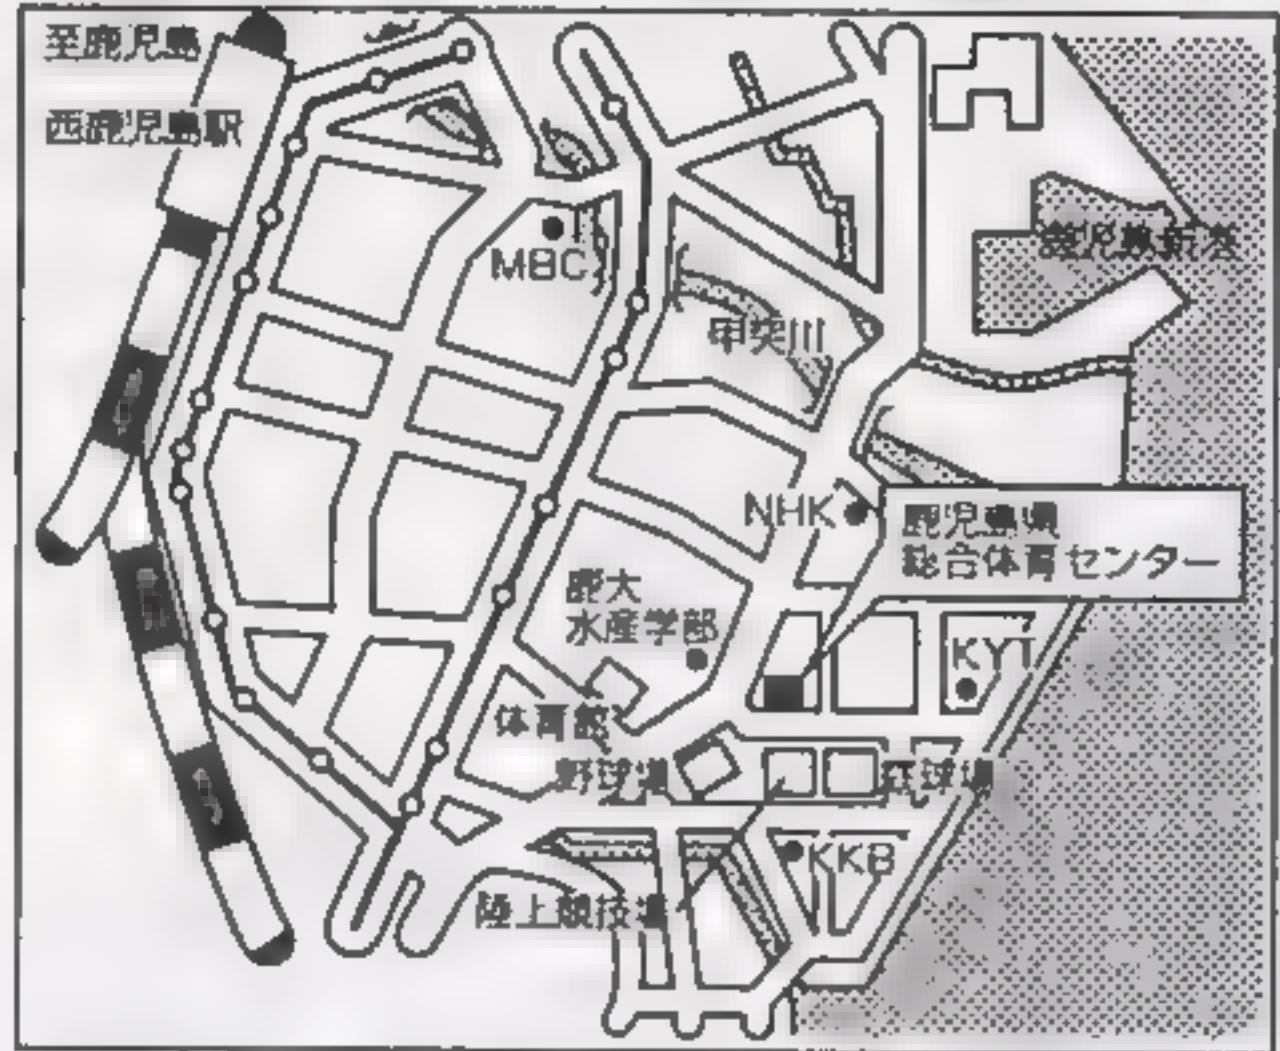 至鹿児島
西鹿児島駅
MBC
鹿児島新港
甲突川
NHK
鹿児島県
総合体育センター
鹿大
水産学部
KYT
体育館
野球場
庭球場
KKB
陸上競技場